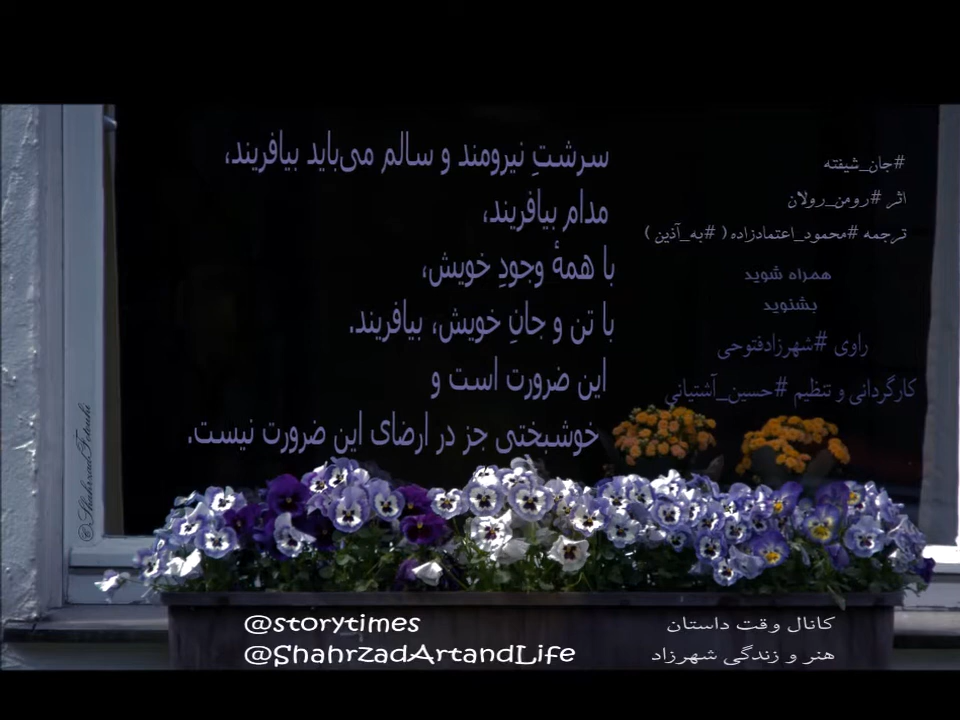 سرشتِ نیرومند و سالم می‌باید بیافریند،
مدام بیافریند،
با همهٔ وجودِ خویش،
با تن و جانِ خویش، بیافریند.
این ضرورت است و
خوشبختی جز در ارضای این ضرورت نیست.
#جان_شیفته
اثر #رومن_رولان
ترجمه #محمود_اعتمادزاده( #به_آذین )
همراه شوید
بشنوید
راوی #شهرزادفتوحی
کارگردانی و تنظیم #حسین_آشتیانی
@ShahrzadFotouhi
@storytimes
کانال وقت داستان
@ShahrzadArtandLife
هنر و زندگی شهرزاد